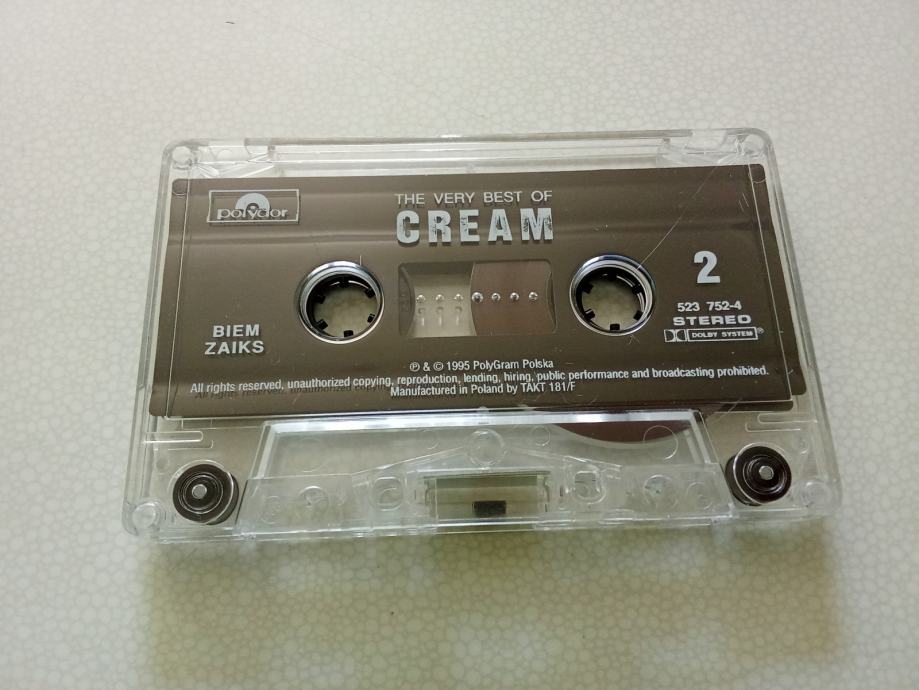 polydor
THE VERY BEST OF
CREAM
2
523 752-4
STEREO
DOLBY SYSTEM®
BIEM
ZAIKS
℗ & © 1995 PolyGram Polska
All rights reserved, unauthorized copying, reproduction, lending, hiring, public performance and broadcasting prohibited.
Manufactured in Poland by TAKT 181/F